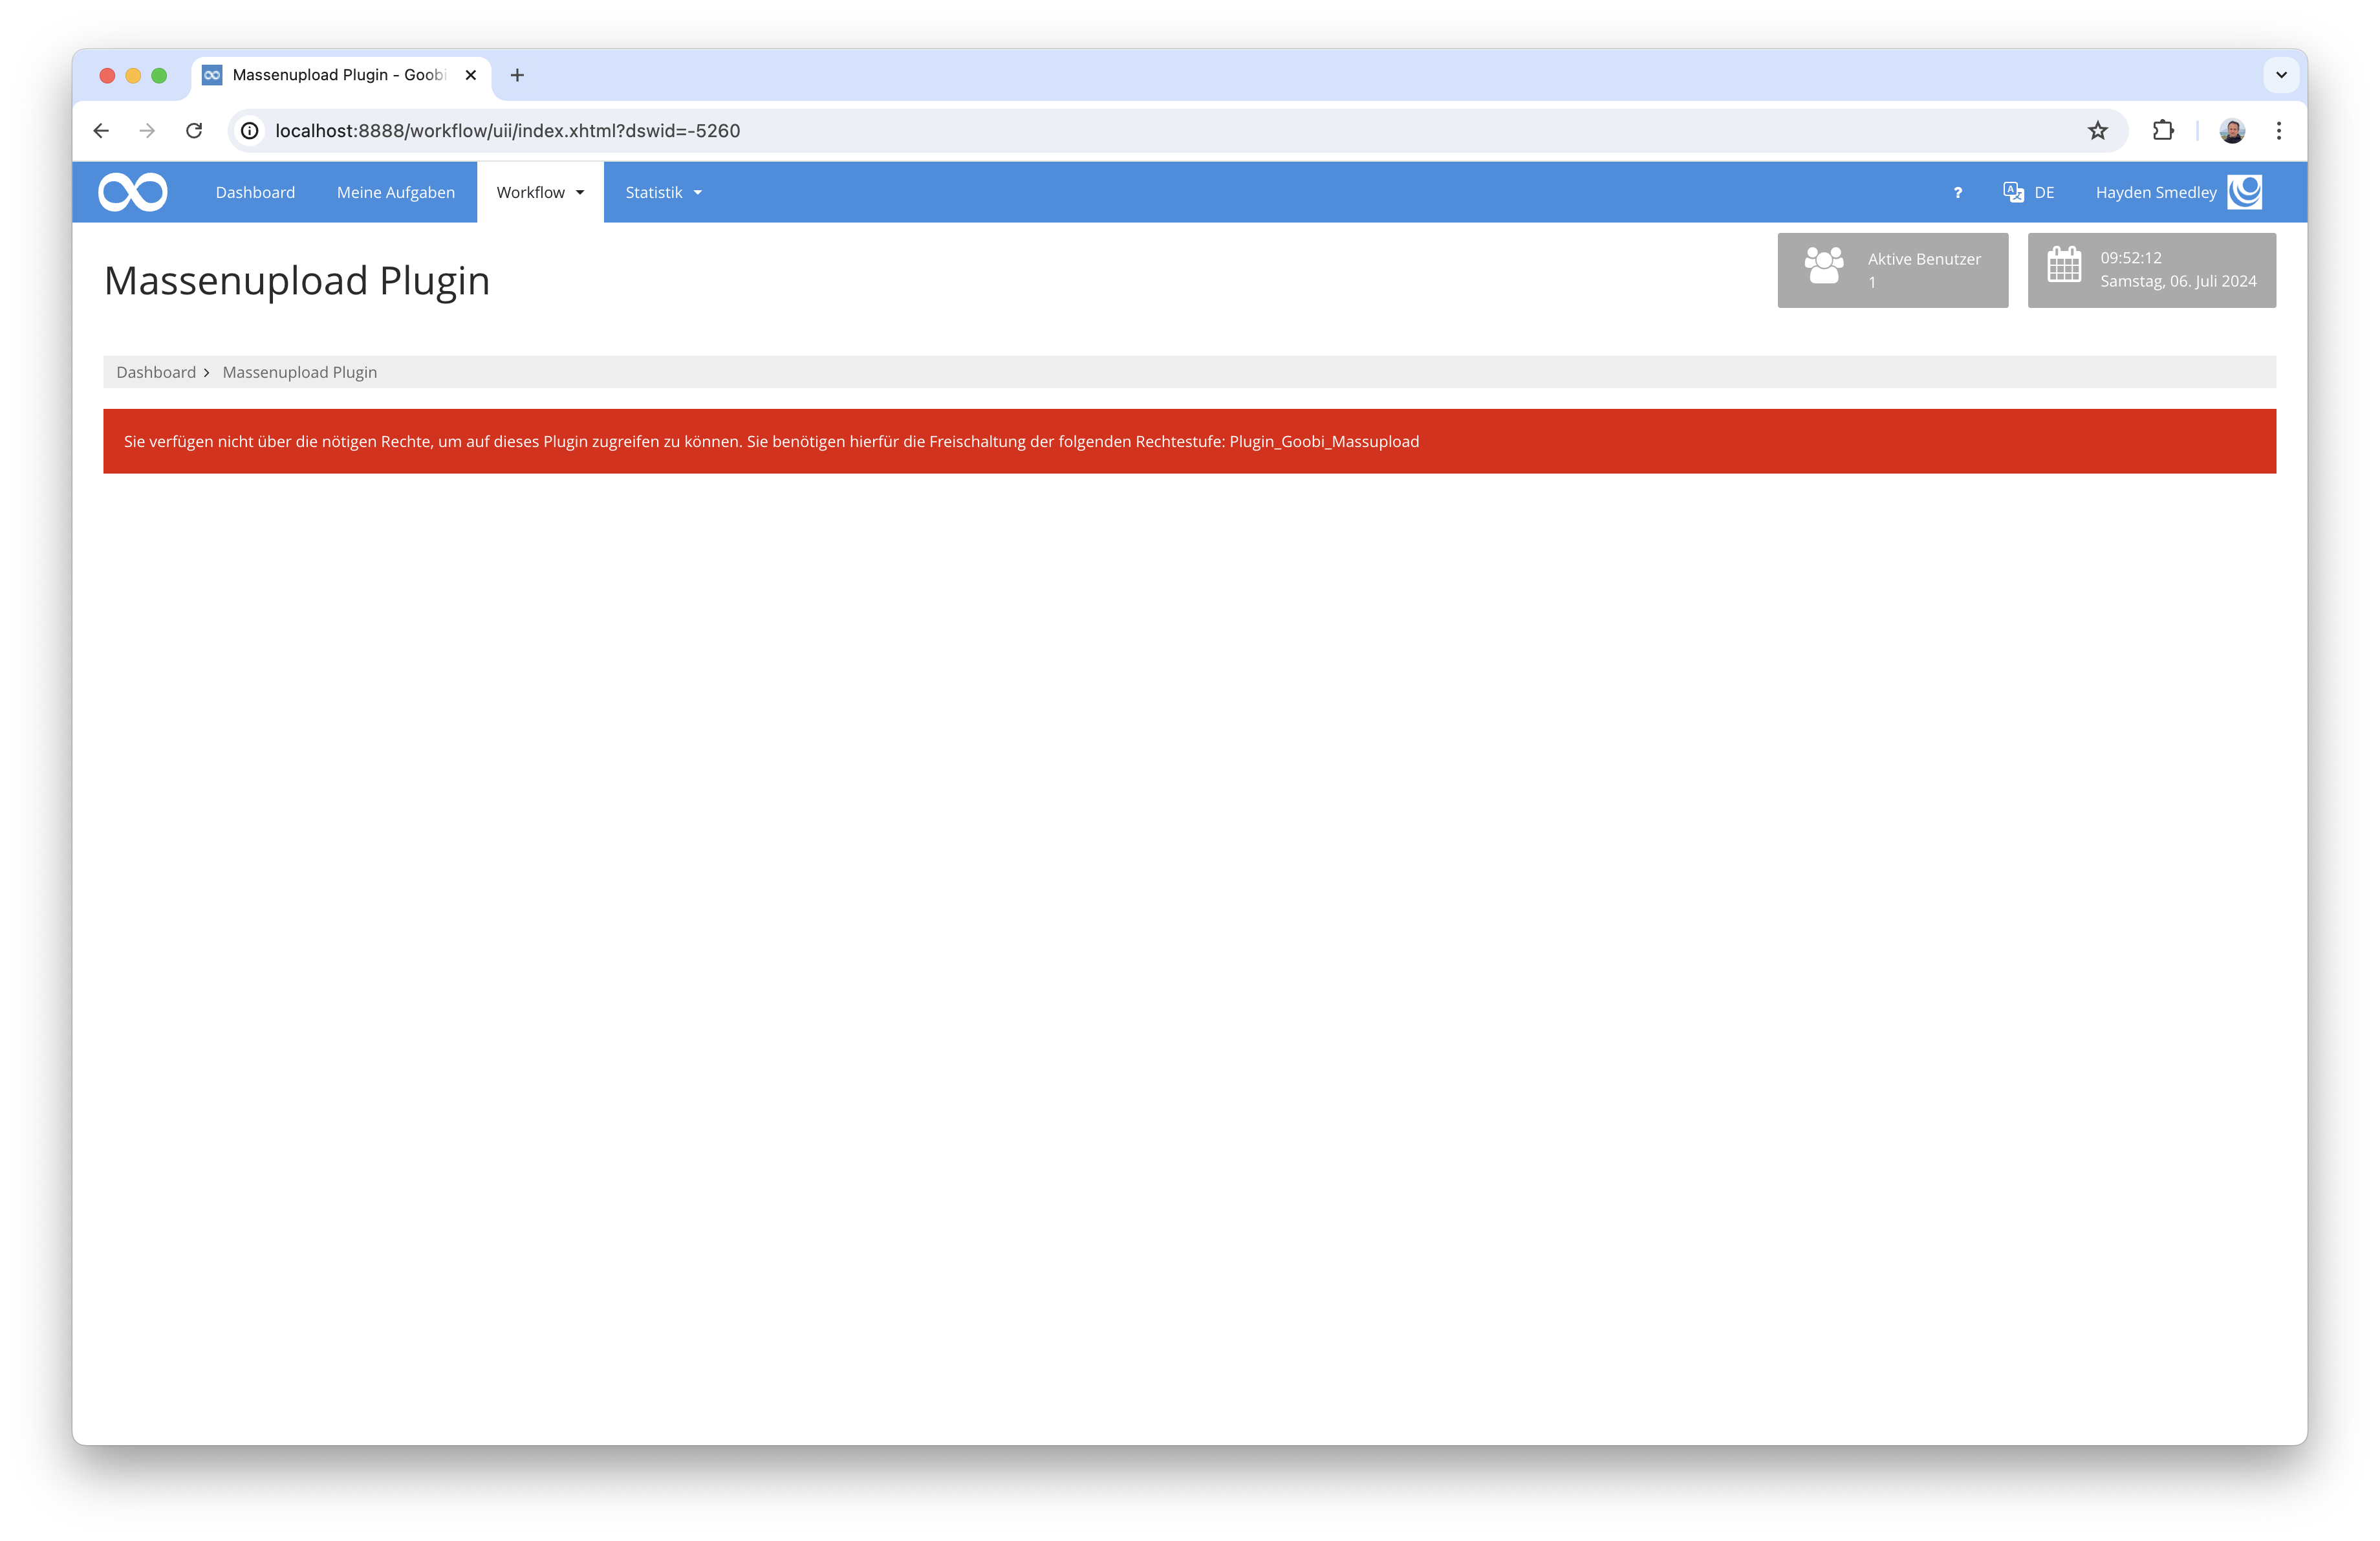 Massenupload Plugin - Goobi
localhost:8888/workflow/uii/index.xhtml?dswid=-5260
Dashboard Meine Aufgaben Workflow Statistik ? DE Hayden Smedley
Massenupload Plugin
Aktive Benutzer
1
09:52:12
Samstag, 06. Juli 2024
Dashboard > Massenupload Plugin
Sie verfügen nicht über die nötigen Rechte, um auf dieses Plugin zugreifen zu können. Sie benötigen hierfür die Freischaltung der folgenden Rechtestufe: Plugin_Goobi_Massupload